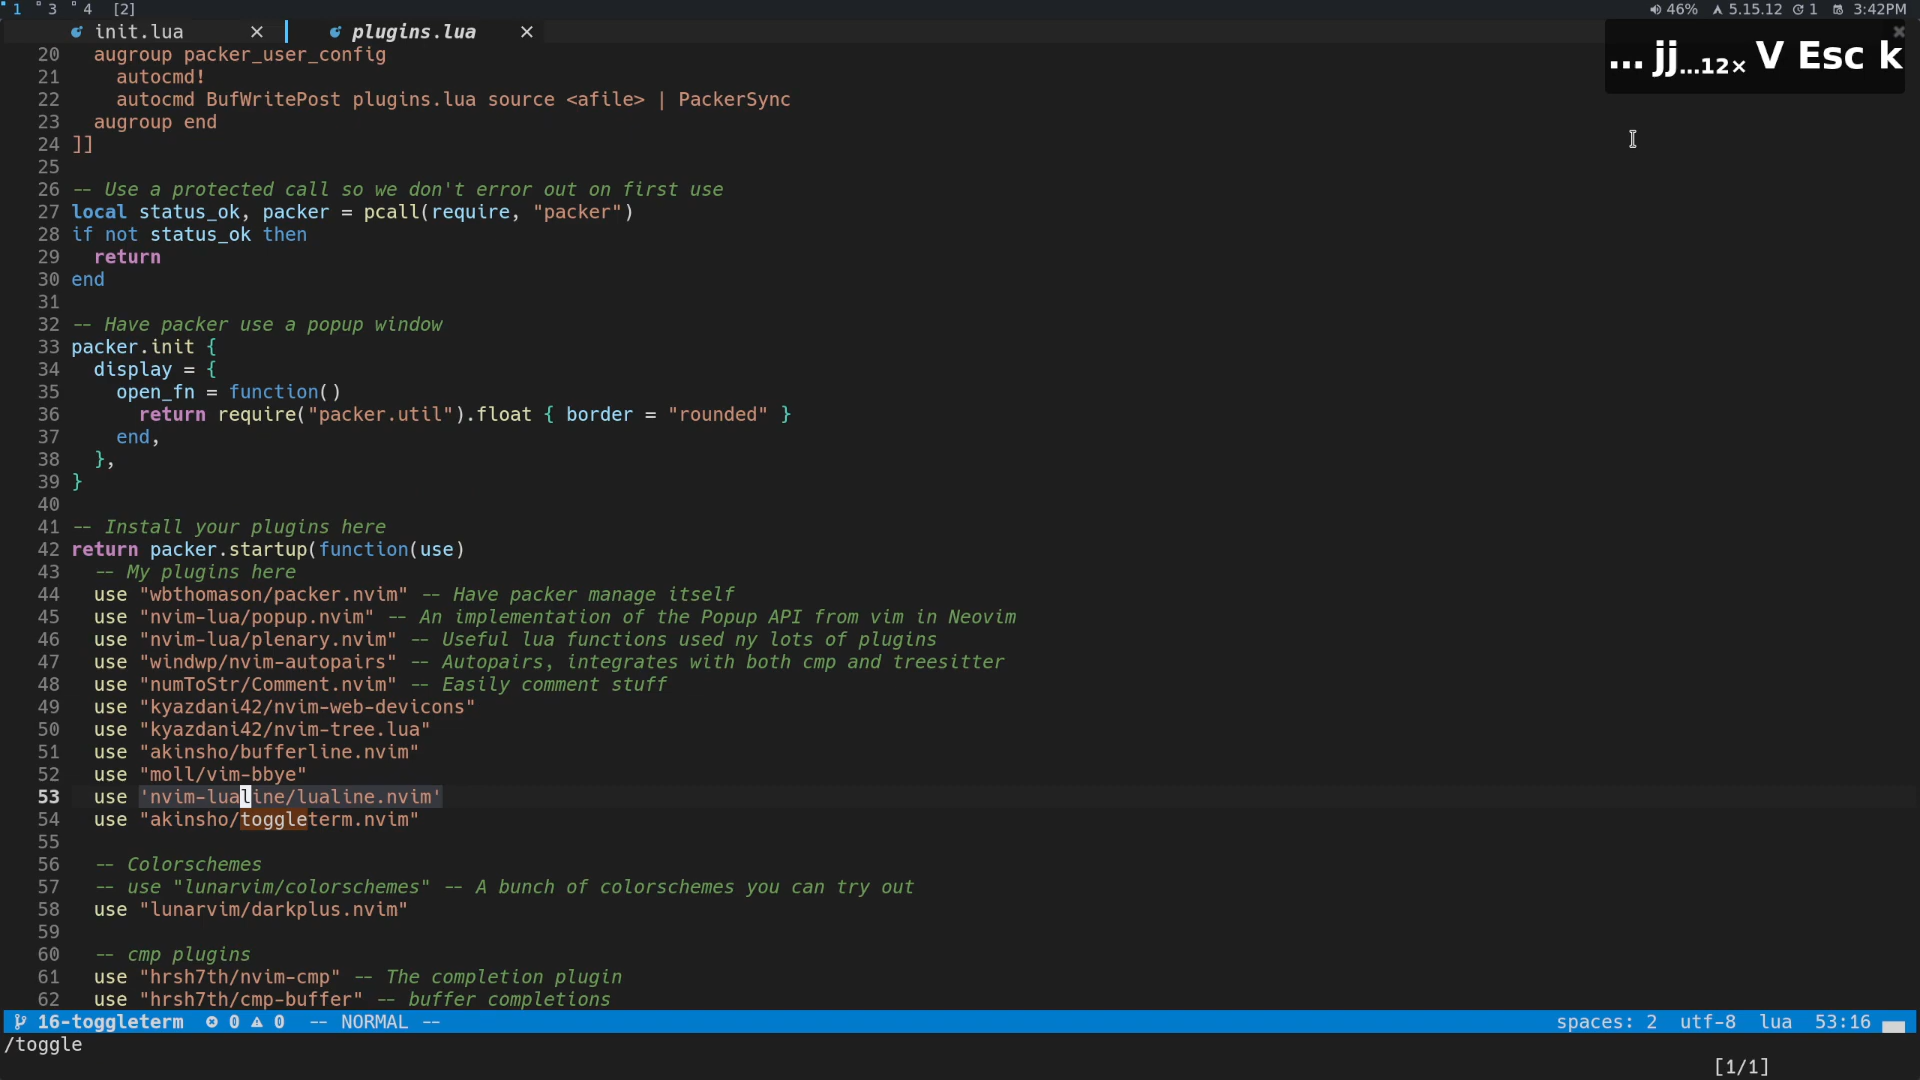 1 3 4 [2] 46% 5.15.12 1 3:42PM
init.lua plugins.lua
... jj...12× V Esc k
20   augroup packer_user_config
21     autocmd!
22     autocmd BufWritePost plugins.lua source <afile> | PackerSync
23   augroup end
24 ]]
25
26 -- Use a protected call so we don't error out on first use
27 local status_ok, packer = pcall(require, "packer")
28 if not status_ok then
29   return
30 end
31
32 -- Have packer use a popup window
33 packer.init {
34   display = {
35     open_fn = function()
36       return require("packer.util").float { border = "rounded" }
37     end,
38   },
39 }
40
41 -- Install your plugins here
42 return packer.startup(function(use)
43   -- My plugins here
44   use "wbthomason/packer.nvim" -- Have packer manage itself
45   use "nvim-lua/popup.nvim" -- An implementation of the Popup API from vim in Neovim
46   use "nvim-lua/plenary.nvim" -- Useful lua functions used ny lots of plugins
47   use "windwp/nvim-autopairs" -- Autopairs, integrates with both cmp and treesitter
48   use "numToStr/Comment.nvim" -- Easily comment stuff
49   use "kyazdani42/nvim-web-devicons"
50   use "kyazdani42/nvim-tree.lua"
51   use "akinsho/bufferline.nvim"
52   use "moll/vim-bbye"
53   use 'nvim-lualine/lualine.nvim'
54   use "akinsho/toggleterm.nvim"
55
56   -- Colorschemes
57   -- use "lunarvim/colorschemes" -- A bunch of colorschemes you can try out
58   use "lunarvim/darkplus.nvim"
59
60   -- cmp plugins
61   use "hrsh7th/nvim-cmp" -- The completion plugin
62   use "hrsh7th/cmp-buffer" -- buffer completions
16-toggleterm 0 0 -- NORMAL -- spaces: 2 utf-8 lua 53:16
/toggle
[1/1]